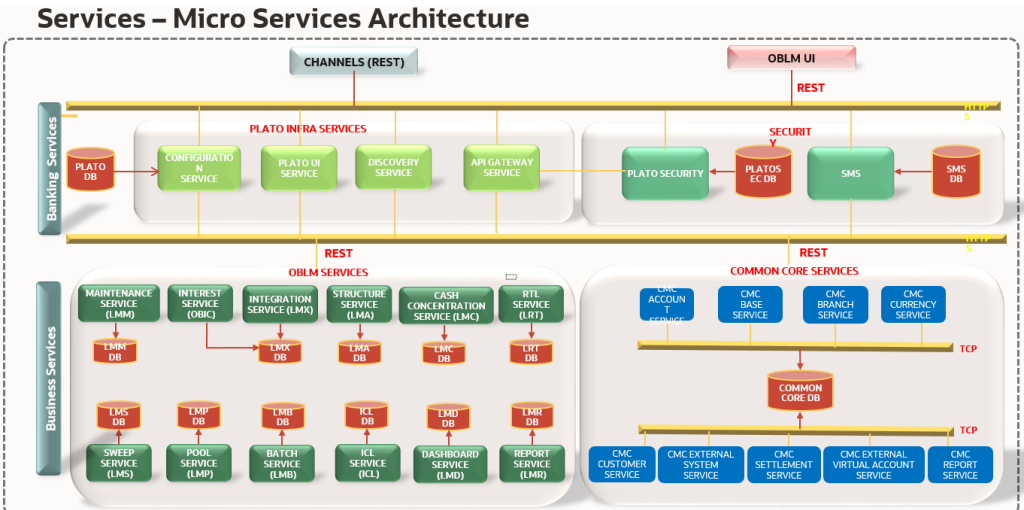 Services – Micro Services Architecture
CHANNELS (REST)
OBLM UI
REST
HTTP
S
Banking Services
PLATO INFRA SERVICES
SECURIT
Y
PLATO
DB
CONFIGURATIO
N
SERVICE
PLATO UI
SERVICE
DISCOVERY
SERVICE
API GATEWAY
SERVICE
PLATO SECURITY
PLATOS
EC DB
SMS
SMS
DB
HTTP
S
REST
REST
Business Services
OBLM SERVICES
COMMON CORE SERVICES
MAINTENANCE
SERVICE
(LMM)
INTEREST
SERVICE
(OBIC)
INTEGRATION
SERVICE (LMX)
STRUCTURE
SERVICE
(LMA)
CASH
CONCENTRATION
SERVICE (LMC)
RTL
SERVICE
(LRT)
CMC
ACCOUN
T
SERVICE
CMC
BASE
SERVICE
CMC
BRANCH
SERVICE
CMC
CURRENCY
SERVICE
LMM
DB
LMX
DB
LMA
DB
LMC
DB
LRT
DB
TCP
COMMON
CORE DB
LMS
DB
LMP
DB
LMB
DB
ICL
DB
LMD
DB
LMR
DB
TCP
SWEEP
SERVICE
(LMS)
POOL
SERVICE
(LMP)
BATCH
SERVICE
(LMB)
ICL
SERVICE
(ICL)
DASHBOARD
SERVICE
(LMD)
REPORT
SERVICE
(LMR)
CMC
CUSTOMER
SERVICE
CMC EXTERNAL
SYSTEM
SERVICE
CMC
SETTLEMENT
SERVICE
CMC EXTERNAL
VIRTUAL ACCOUNT
SERVICE
CMC
REPORT
SERVICE